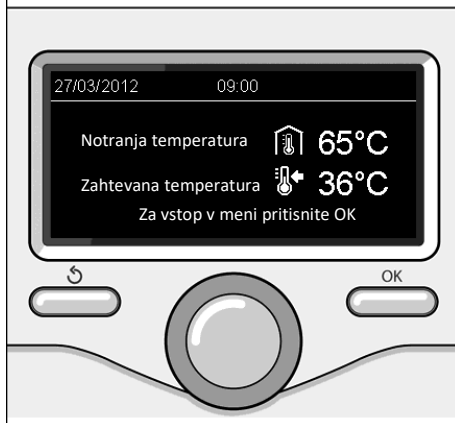 27/03/2012 09:00
Notranja temperatura 65°C
Zahtevana temperatura 36°C
Za vstop v meni pritisnite OK
OK